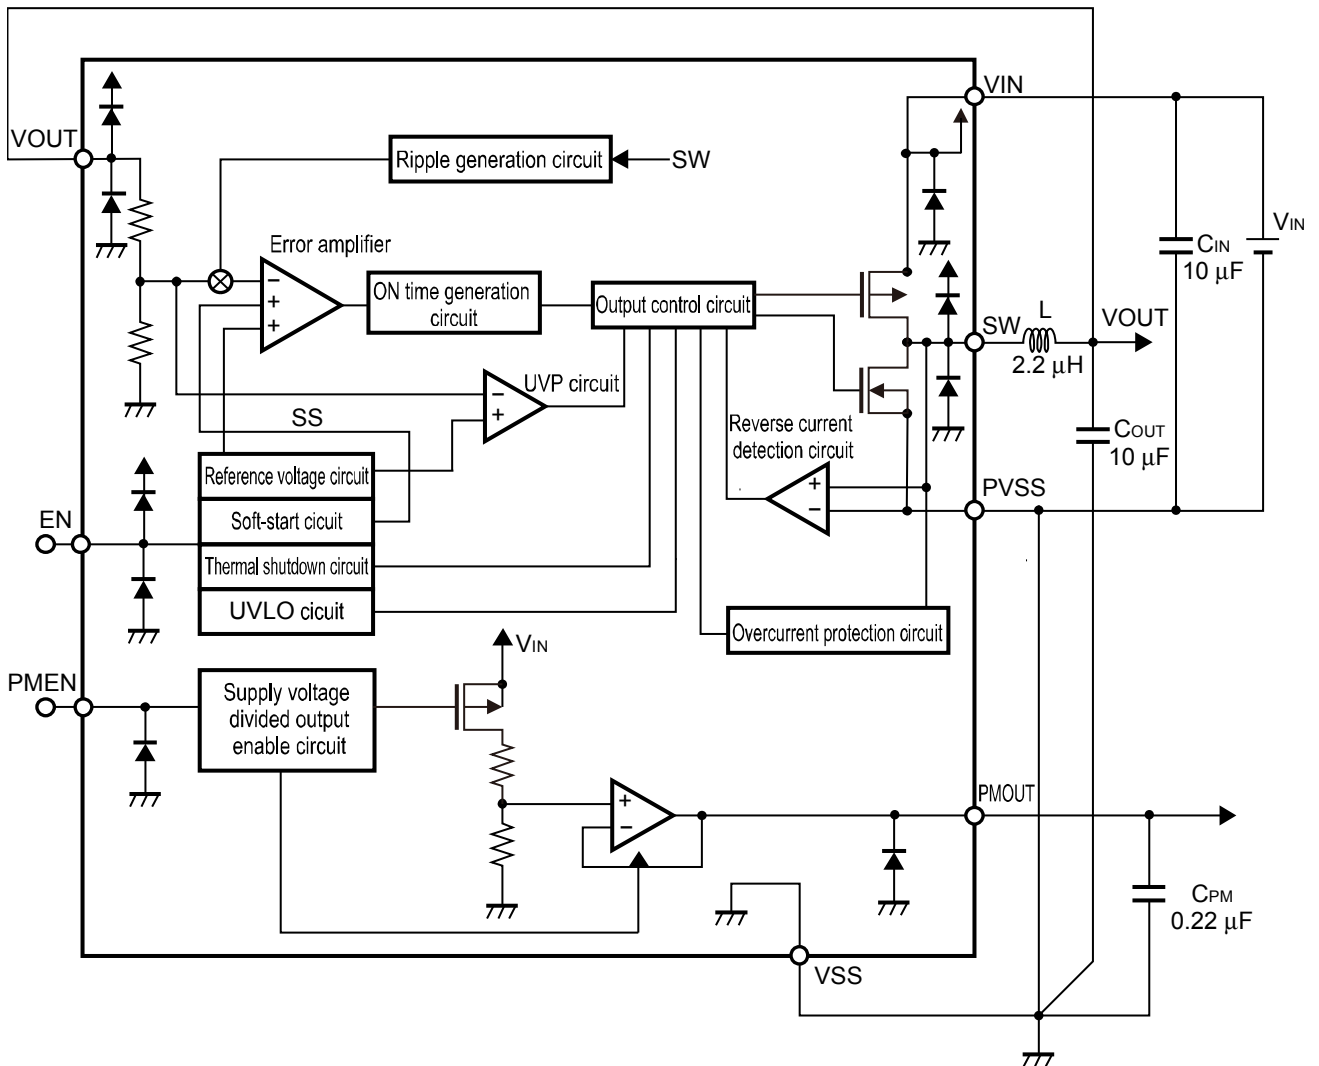 VIN
VOUT
Ripple generation circuit
SW
Error amplifier
VIN
CIN
10 μF
−
+
+
ON time generation
circuit
Output control circuit
SW
L
2.2 μH
VOUT
UVP circuit
−
+
SS
Reverse current
detection circuit
+
−
COUT
10 μF
Reference voltage circuit
Soft-start cicuit
Thermal shutdown circuit
UVLO cicuit
EN
PVSS
Overcurrent protection circuit
VIN
PMEN
Supply voltage
divided output
enable circuit
+
−
PMOUT
CPM
0.22 μF
VSS